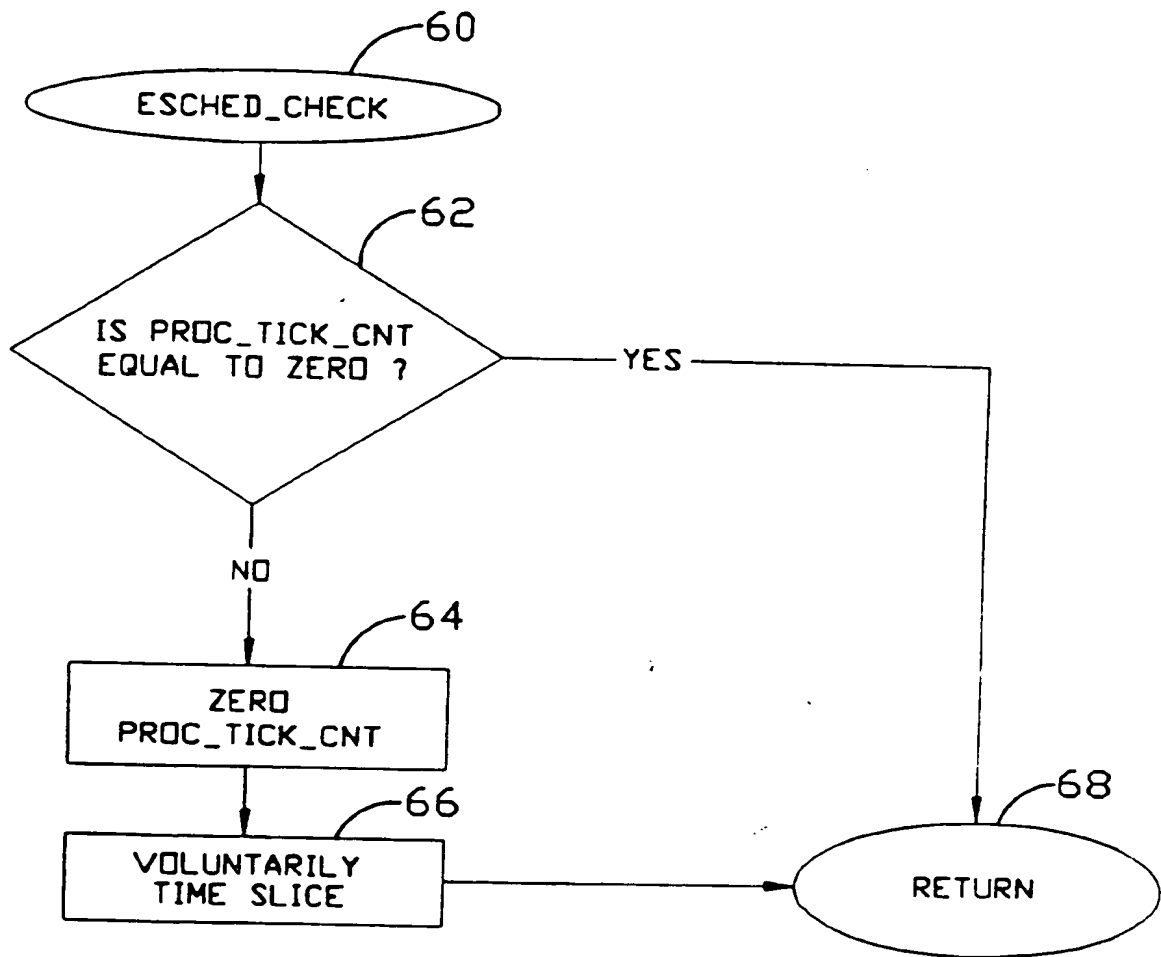 60
ESCHED_CHECK
62
IS PROC_TICK_CNT
EQUAL TO ZERO ?
YES
NO
64
ZERO
PROC_TICK_CNT
66
VOLUNTARILY
TIME SLICE
68
RETURN